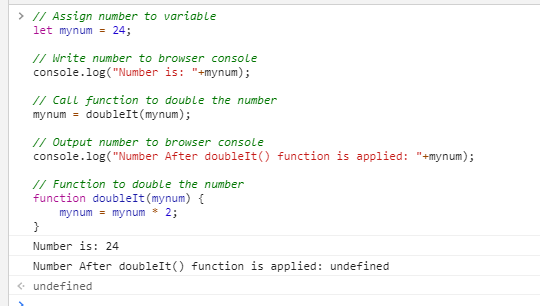 // Assign number to variable
let mynum = 24;
// Write number to browser console
console.log("Number is: "+mynum);
// Call function to double the number
mynum = doubleIt(mynum);
// Output number to browser console
console.log("Number After doubleIt() function is applied: "+mynum);
// Function to double the number
function doubleIt(mynum) {
    mynum = mynum * 2;
}
Number is: 24
Number After doubleIt() function is applied: undefined
undefined